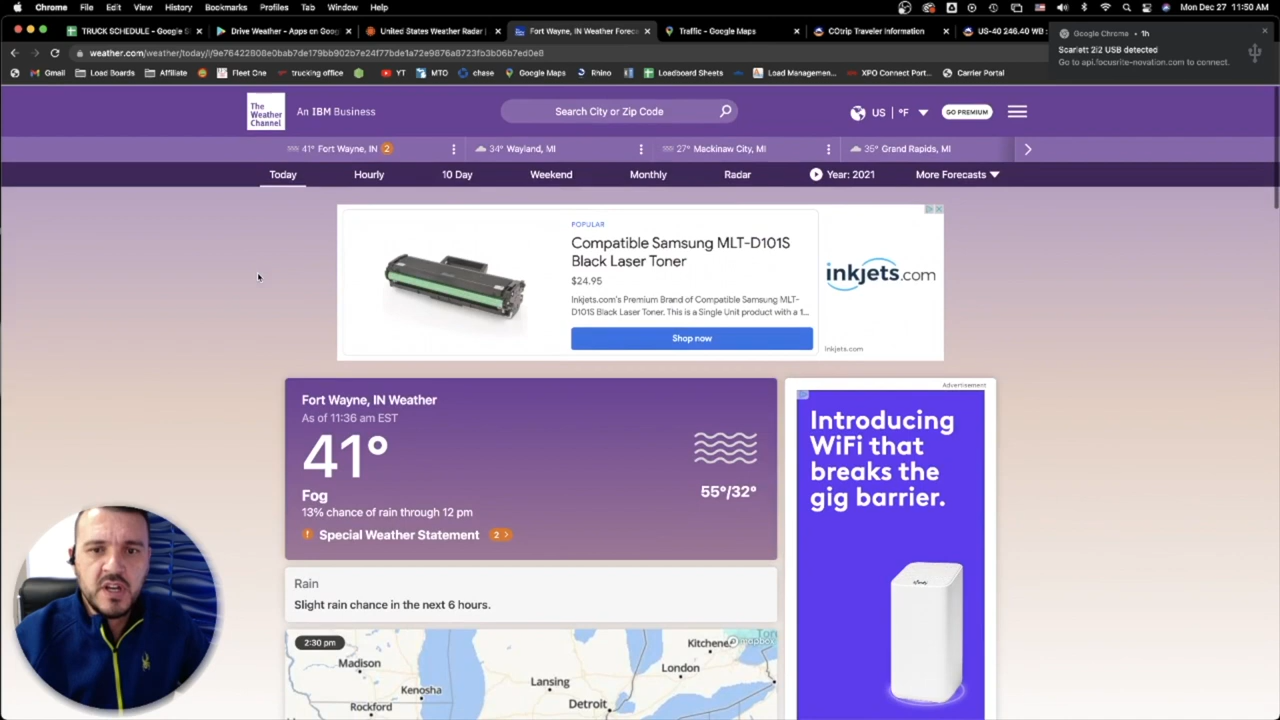 Chrome File Edit View History Bookmarks Profiles Tab Window Help Mon Dec 27 11:50 AM
TRUCK SCHEDULE - Google S
Drive Weather - Apps on Goog
United States Weather Radar |
Fort Wayne, IN Weather Forec
Traffic - Google Maps
COtrip Traveler Information
US-40 246.40 WB :
Google Chrome • 1h
Scarlett 2i2 USB detected
Go to api.focusrite-novation.com to connect.
weather.com/weather/today/l/9e76422808e0bab7de179bb902b7e24f77bde1a72e9876a8723f5c0b96b7ed0e8
Gmail Load Boards Affiliate Fleet One trucking office YT MTO chase Google Maps Rhino Loadboard Sheets Load Managemen... XPO Connect Port... Carrier Portal
The
Weather
Channel
An IBM Business
Search City or Zip Code
US | °F
GO PREMIUM
41° Fort Wayne, IN 2
34° Wayland, MI
27° Mackinaw City, MI
35° Grand Rapids, MI
Today Hourly 10 Day Weekend Monthly Radar Year: 2021 More Forecasts
POPULAR
Compatible Samsung MLT-D101S
Black Laser Toner
$24.95
Inkjets.com's Premium Brand of Compatible Samsung MLT-
D101S Black Laser Toner. This is a Single Unit product with a 1...
Shop now
inkjets.com
Inkjets.com
Fort Wayne, IN Weather
As of 11:36 am EST
41°
Fog
13% chance of rain through 12 pm
55°/32°
Special Weather Statement 2
Rain
Slight rain chance in the next 6 hours.
2:30 pm
Madison
Kenosha
Rockford
Lansing
Detroit
Kitchene
London
mapbox
Advertisement
Introducing
WiFi that
breaks the
gig barrier.